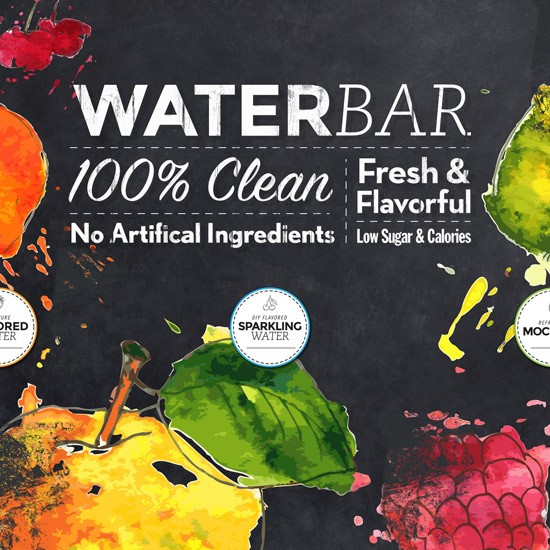 WATERBAR
100% Clean
Fresh &
Flavorful
No Artifical Ingredients
Low Sugar & Calories
DIY FLAVORED
SPARKLING
WATER